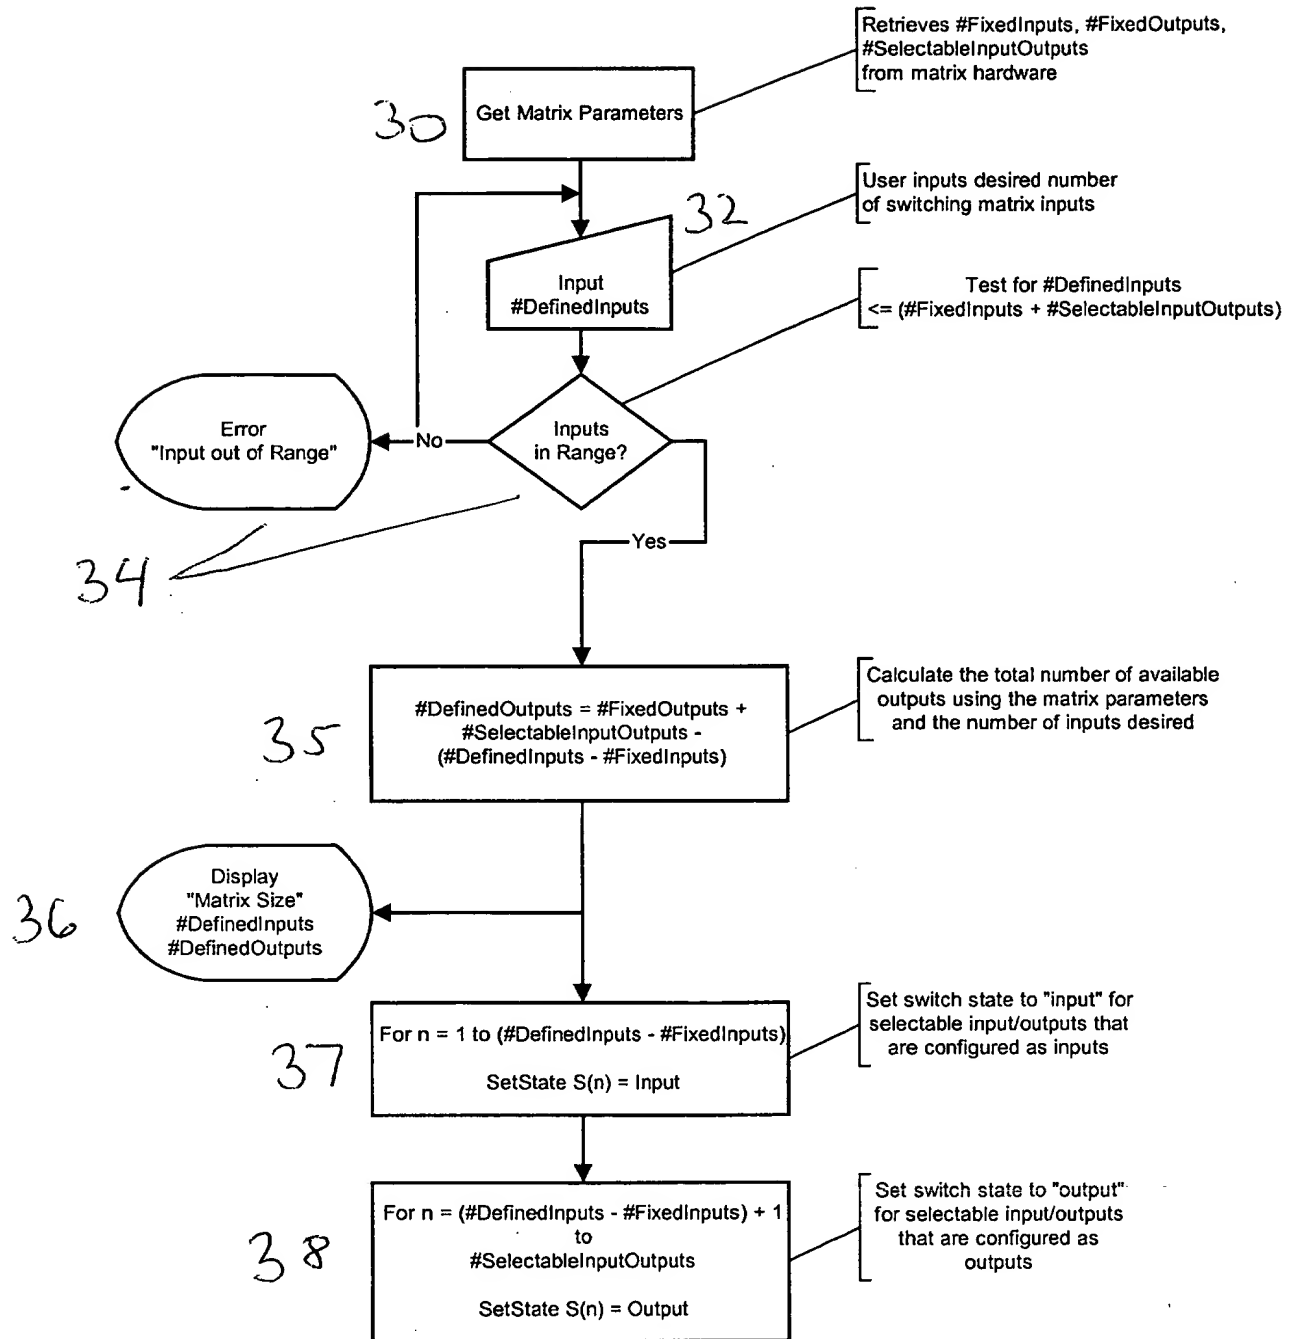 Retrieves #FixedInputs, #FixedOutputs,
#SelectableInputOutputs
from matrix hardware
Get Matrix Parameters
30
User inputs desired number
of switching matrix inputs
32
Input
#DefinedInputs
Test for #DefinedInputs
<= (#FixedInputs + #SelectableInputOutputs)
Error
"Input out of Range"
No
Inputs
in Range?
Yes
34
Calculate the total number of available
outputs using the matrix parameters
and the number of inputs desired
#DefinedOutputs = #FixedOutputs +
#SelectableInputOutputs -
(#DefinedInputs - #FixedInputs)
35
Display
"Matrix Size"
#DefinedInputs
#DefinedOutputs
36
Set switch state to "input" for
selectable input/outputs that
are configured as inputs
For n = 1 to (#DefinedInputs - #FixedInputs)
SetState S(n) = Input
37
Set switch state to "output"
for selectable input/outputs
that are configured as
outputs
For n = (#DefinedInputs - #FixedInputs) + 1
to
#SelectableInputOutputs
SetState S(n) = Output
38